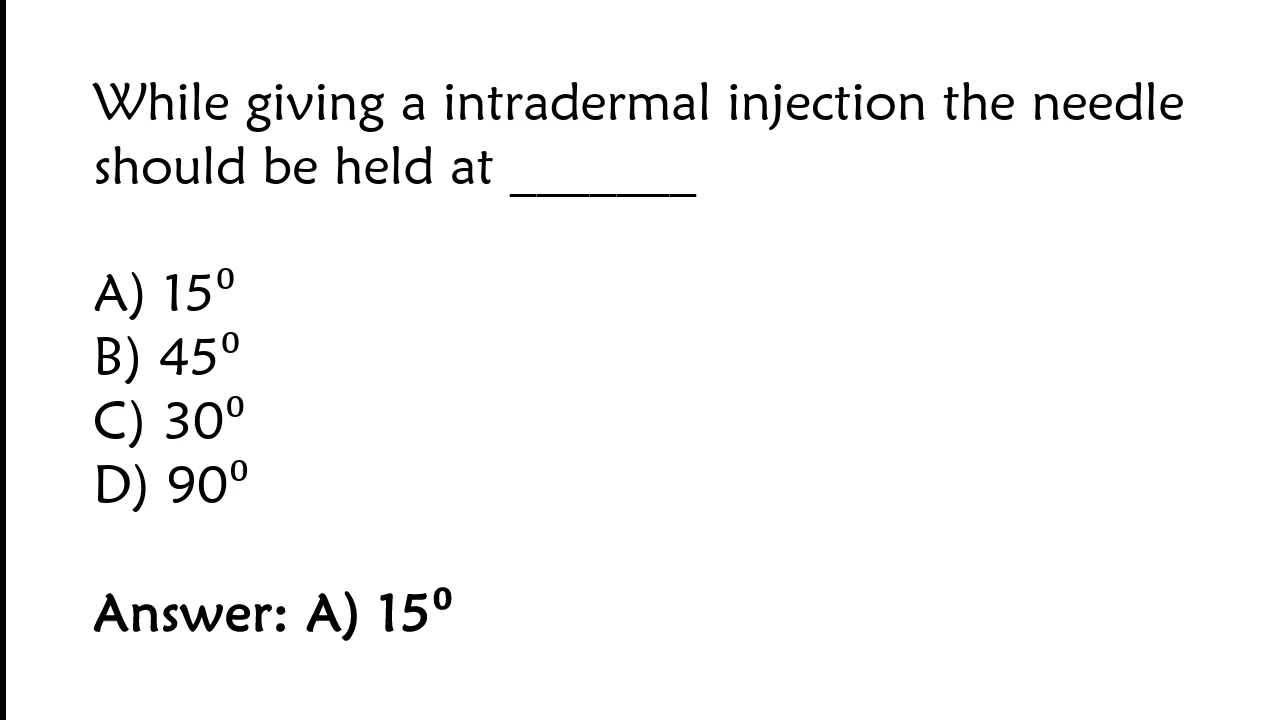 While giving a intradermal injection the needle
should be held at _______
A) 15⁰
B) 45⁰
C) 30⁰
D) 90⁰
Answer: A) 15⁰